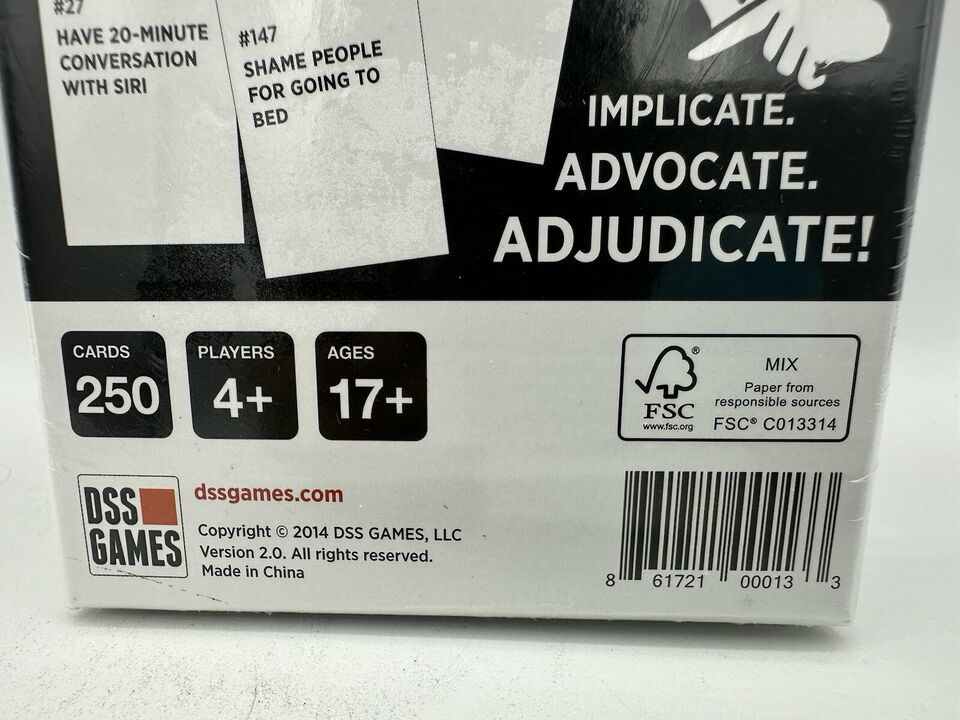 #27
HAVE 20-MINUTE
CONVERSATION
WITH SIRI
#147
SHAME PEOPLE
FOR GOING TO
BED
IMPLICATE.
ADVOCATE.
ADJUDICATE!
CARDS
250
PLAYERS
4+
AGES
17+
FSC®
www.fsc.org
MIX
Paper from
responsible sources
FSC® C013314
DSS
GAMES
dssgames.com
Copyright © 2014 DSS GAMES, LLC
Version 2.0. All rights reserved.
Made in China
8 61721 00013 3